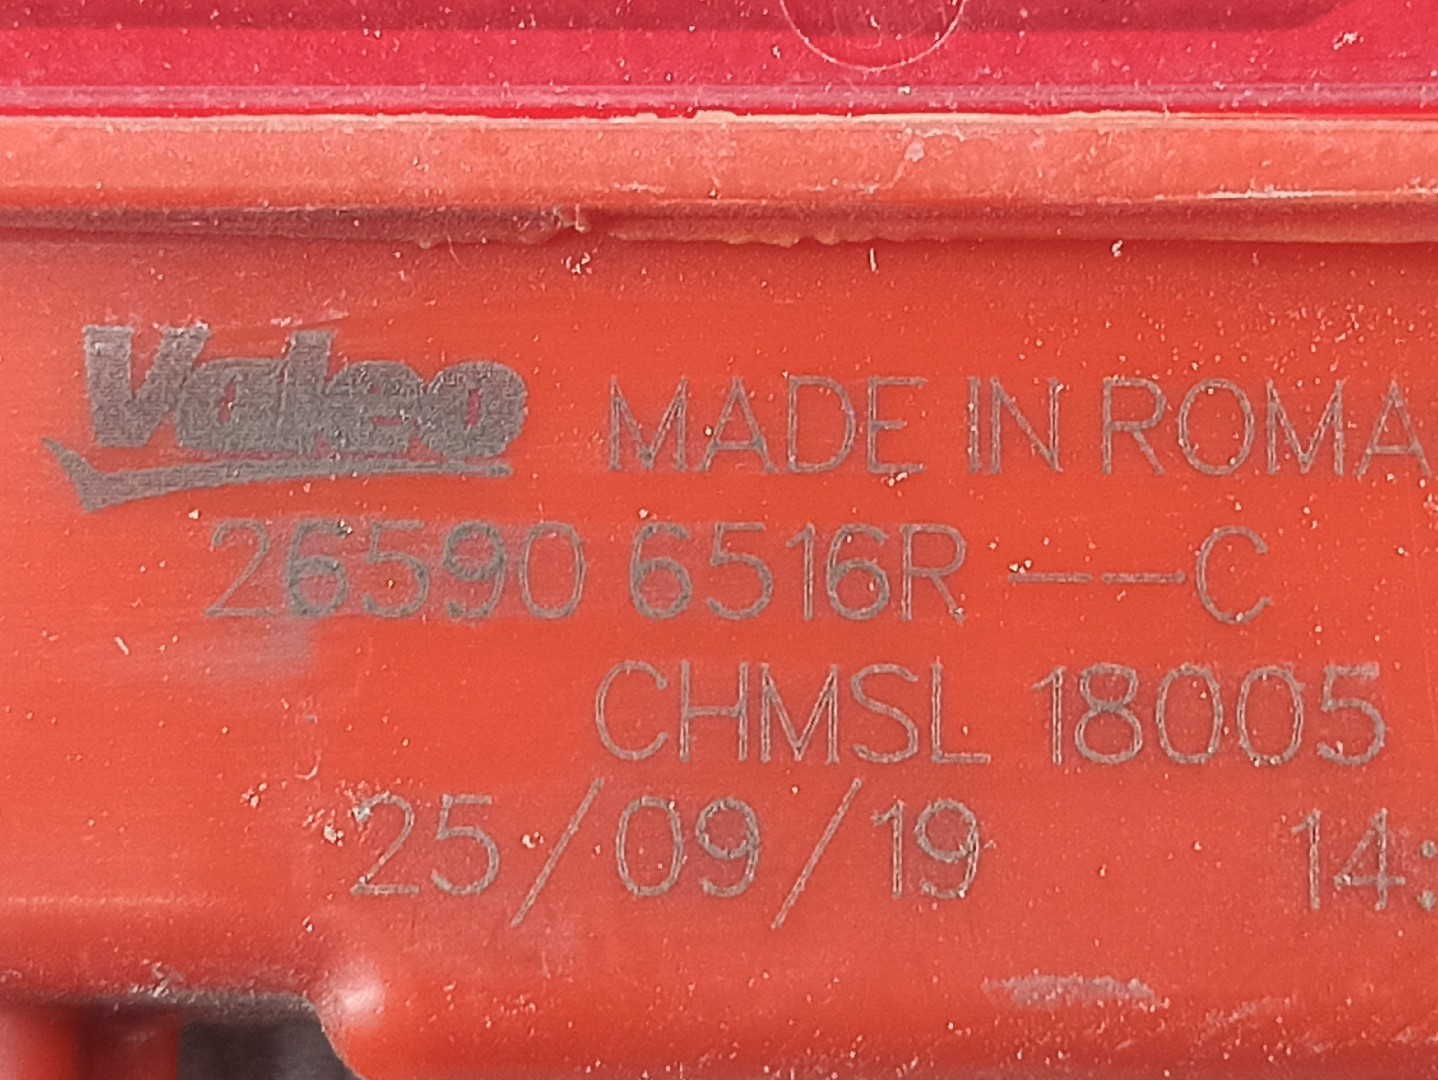 Valeo MADE IN ROMA
26590 6516R ---C
CHMSL 18005
25/09/19 14: